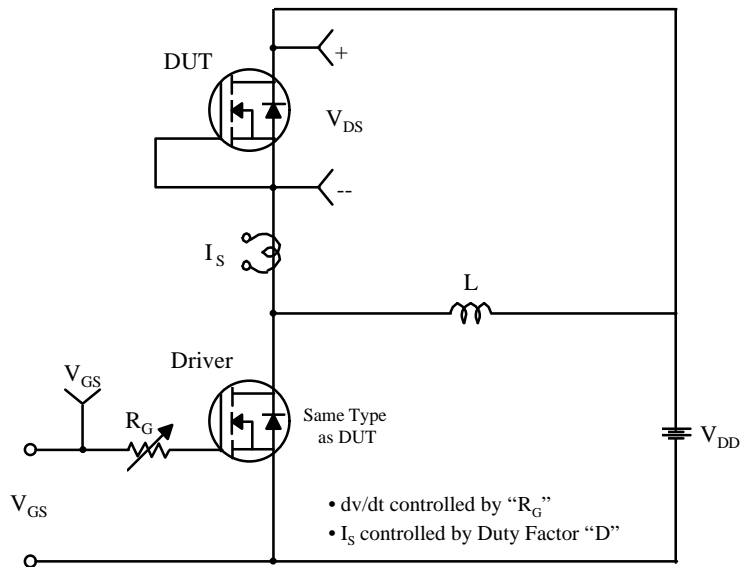 DUT
+
V_DS
--
I_S
L
Driver
V_GS
R_G
Same Type
as DUT
V_DD
V_GS
• dv/dt controlled by “R_G”
• I_S controlled by Duty Factor “D”